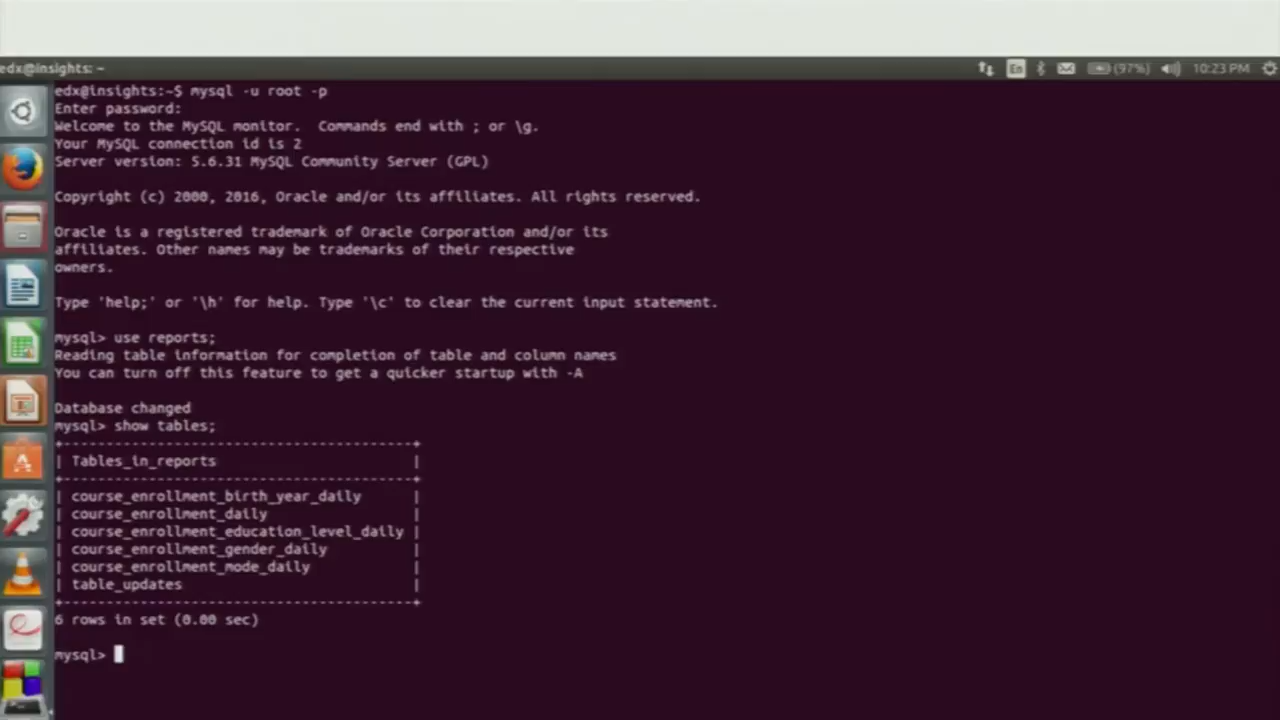 edx@insights: ~
En
(97%)
10:23 PM
edx@insights:~$ mysql -u root -p
Enter password:
Welcome to the MySQL monitor.  Commands end with ; or \g.
Your MySQL connection id is 2
Server version: 5.6.31 MySQL Community Server (GPL)
Copyright (c) 2000, 2016, Oracle and/or its affiliates. All rights reserved.
Oracle is a registered trademark of Oracle Corporation and/or its
affiliates. Other names may be trademarks of their respective
owners.
Type 'help;' or '\h' for help. Type '\c' to clear the current input statement.
mysql> use reports;
Reading table information for completion of table and column names
You can turn off this feature to get a quicker startup with -A
Database changed
mysql> show tables;
+------------------------------------------+
| Tables_in_reports                        |
+------------------------------------------+
| course_enrollment_birth_year_daily       |
| course_enrollment_daily                  |
| course_enrollment_education_level_daily |
| course_enrollment_gender_daily           |
| course_enrollment_mode_daily             |
| table_updates                            |
+------------------------------------------+
6 rows in set (0.00 sec)
mysql>